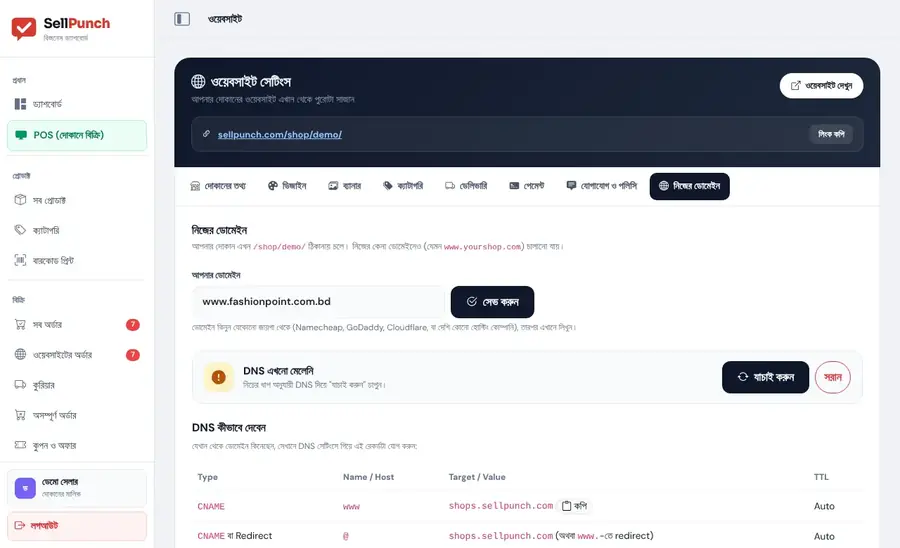 SellPunch
বিজনেস ড্যাশবোর্ড
প্রধান
ড্যাশবোর্ড
POS (দোকানে বিক্রি)
প্রোডাক্ট
সব প্রোডাক্ট
ক্যাটাগরি
বারকোড প্রিন্ট
বিক্রি
সব অর্ডার 7
ওয়েবসাইটের অর্ডার 7
কুরিয়ার
অসম্পূর্ণ অর্ডার
কুপন ও অফার
ড
ডেমো সেলার
দোকানের মালিক
লগআউট
ওয়েবসাইট
ওয়েবসাইট সেটিংস
আপনার দোকানের ওয়েবসাইট এখান থেকে পুরোটা সাজান
ওয়েবসাইট দেখুন
sellpunch.com/shop/demo/
লিংক কপি
দোকানের তথ্য ডিজাইন ব্যানার ক্যাটাগরি ডেলিভারি পেমেন্ট যোগাযোগ ও পলিসি নিজের ডোমেইন
নিজের ডোমেইন
আপনার দোকান এখন /shop/demo/ ঠিকানায় চলে। নিজের কেনা ডোমেইনেও (যেমন www.yourshop.com) চালানো যায়।
আপনার ডোমেইন
www.fashionpoint.com.bd সেভ করুন
ডোমেইন কিনুন যেকোনো জায়গা থেকে (Namecheap, GoDaddy, Cloudflare, বা দেশি কোনো হোস্টিং কোম্পানি), তারপর এখানে লিখুন।
DNS এখনো মেলেনি
নিচের ধাপ অনুযায়ী DNS দিয়ে "যাচাই করুন" চাপুন।
যাচাই করুন সরান
DNS কীভাবে দেবেন
যেখান থেকে ডোমেইন কিনেছেন, সেখানে DNS সেটিংসে গিয়ে এই রেকর্ডটা যোগ করুন:
Type Name / Host Target / Value TTL
CNAME www shops.sellpunch.com কপি Auto
CNAME বা Redirect @ shops.sellpunch.com (অথবা www.-তে redirect) Auto